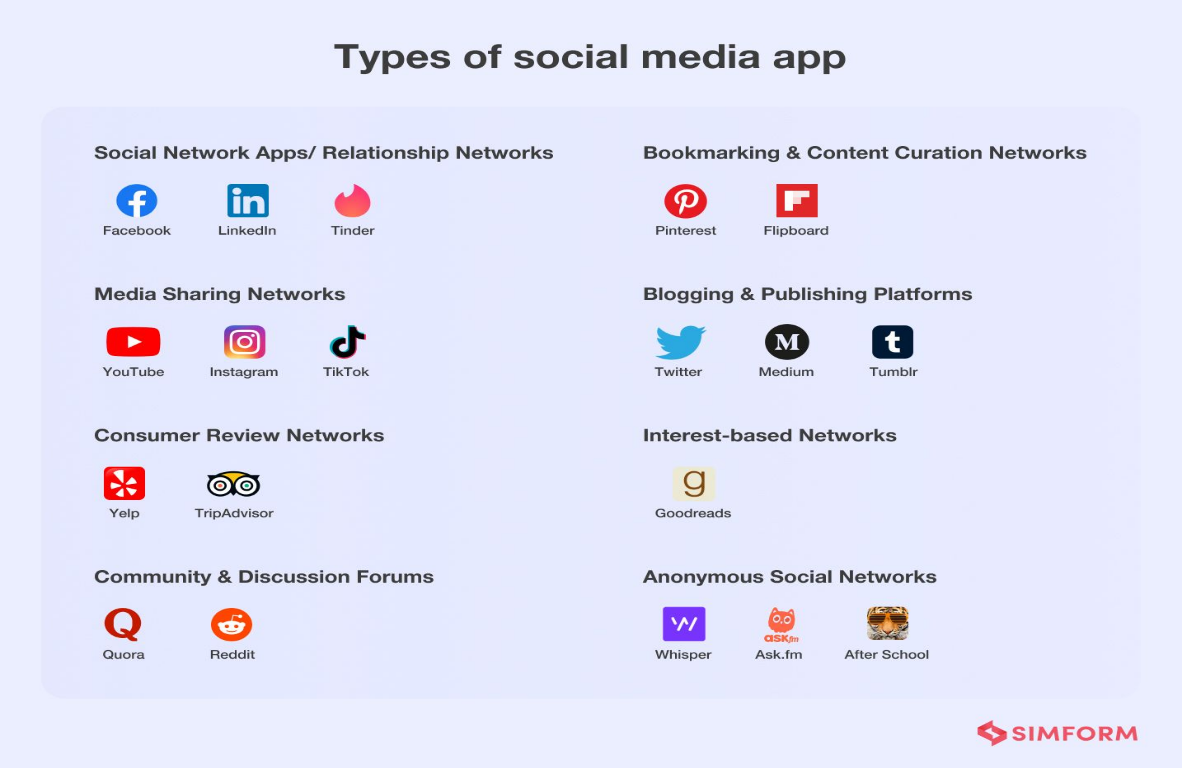 Types of social media app
Social Network Apps/ Relationship Networks
Facebook LinkedIn Tinder
Media Sharing Networks
YouTube Instagram TikTok
Consumer Review Networks
Yelp TripAdvisor
Community & Discussion Forums
Quora Reddit
Bookmarking & Content Curation Networks
Pinterest Flipboard
Blogging & Publishing Platforms
M
t
Twitter Medium Tumblr
Interest-based Networks
g
Goodreads
Anonymous Social Networks
askfm
Whisper Ask.fm After School
SIMFORM